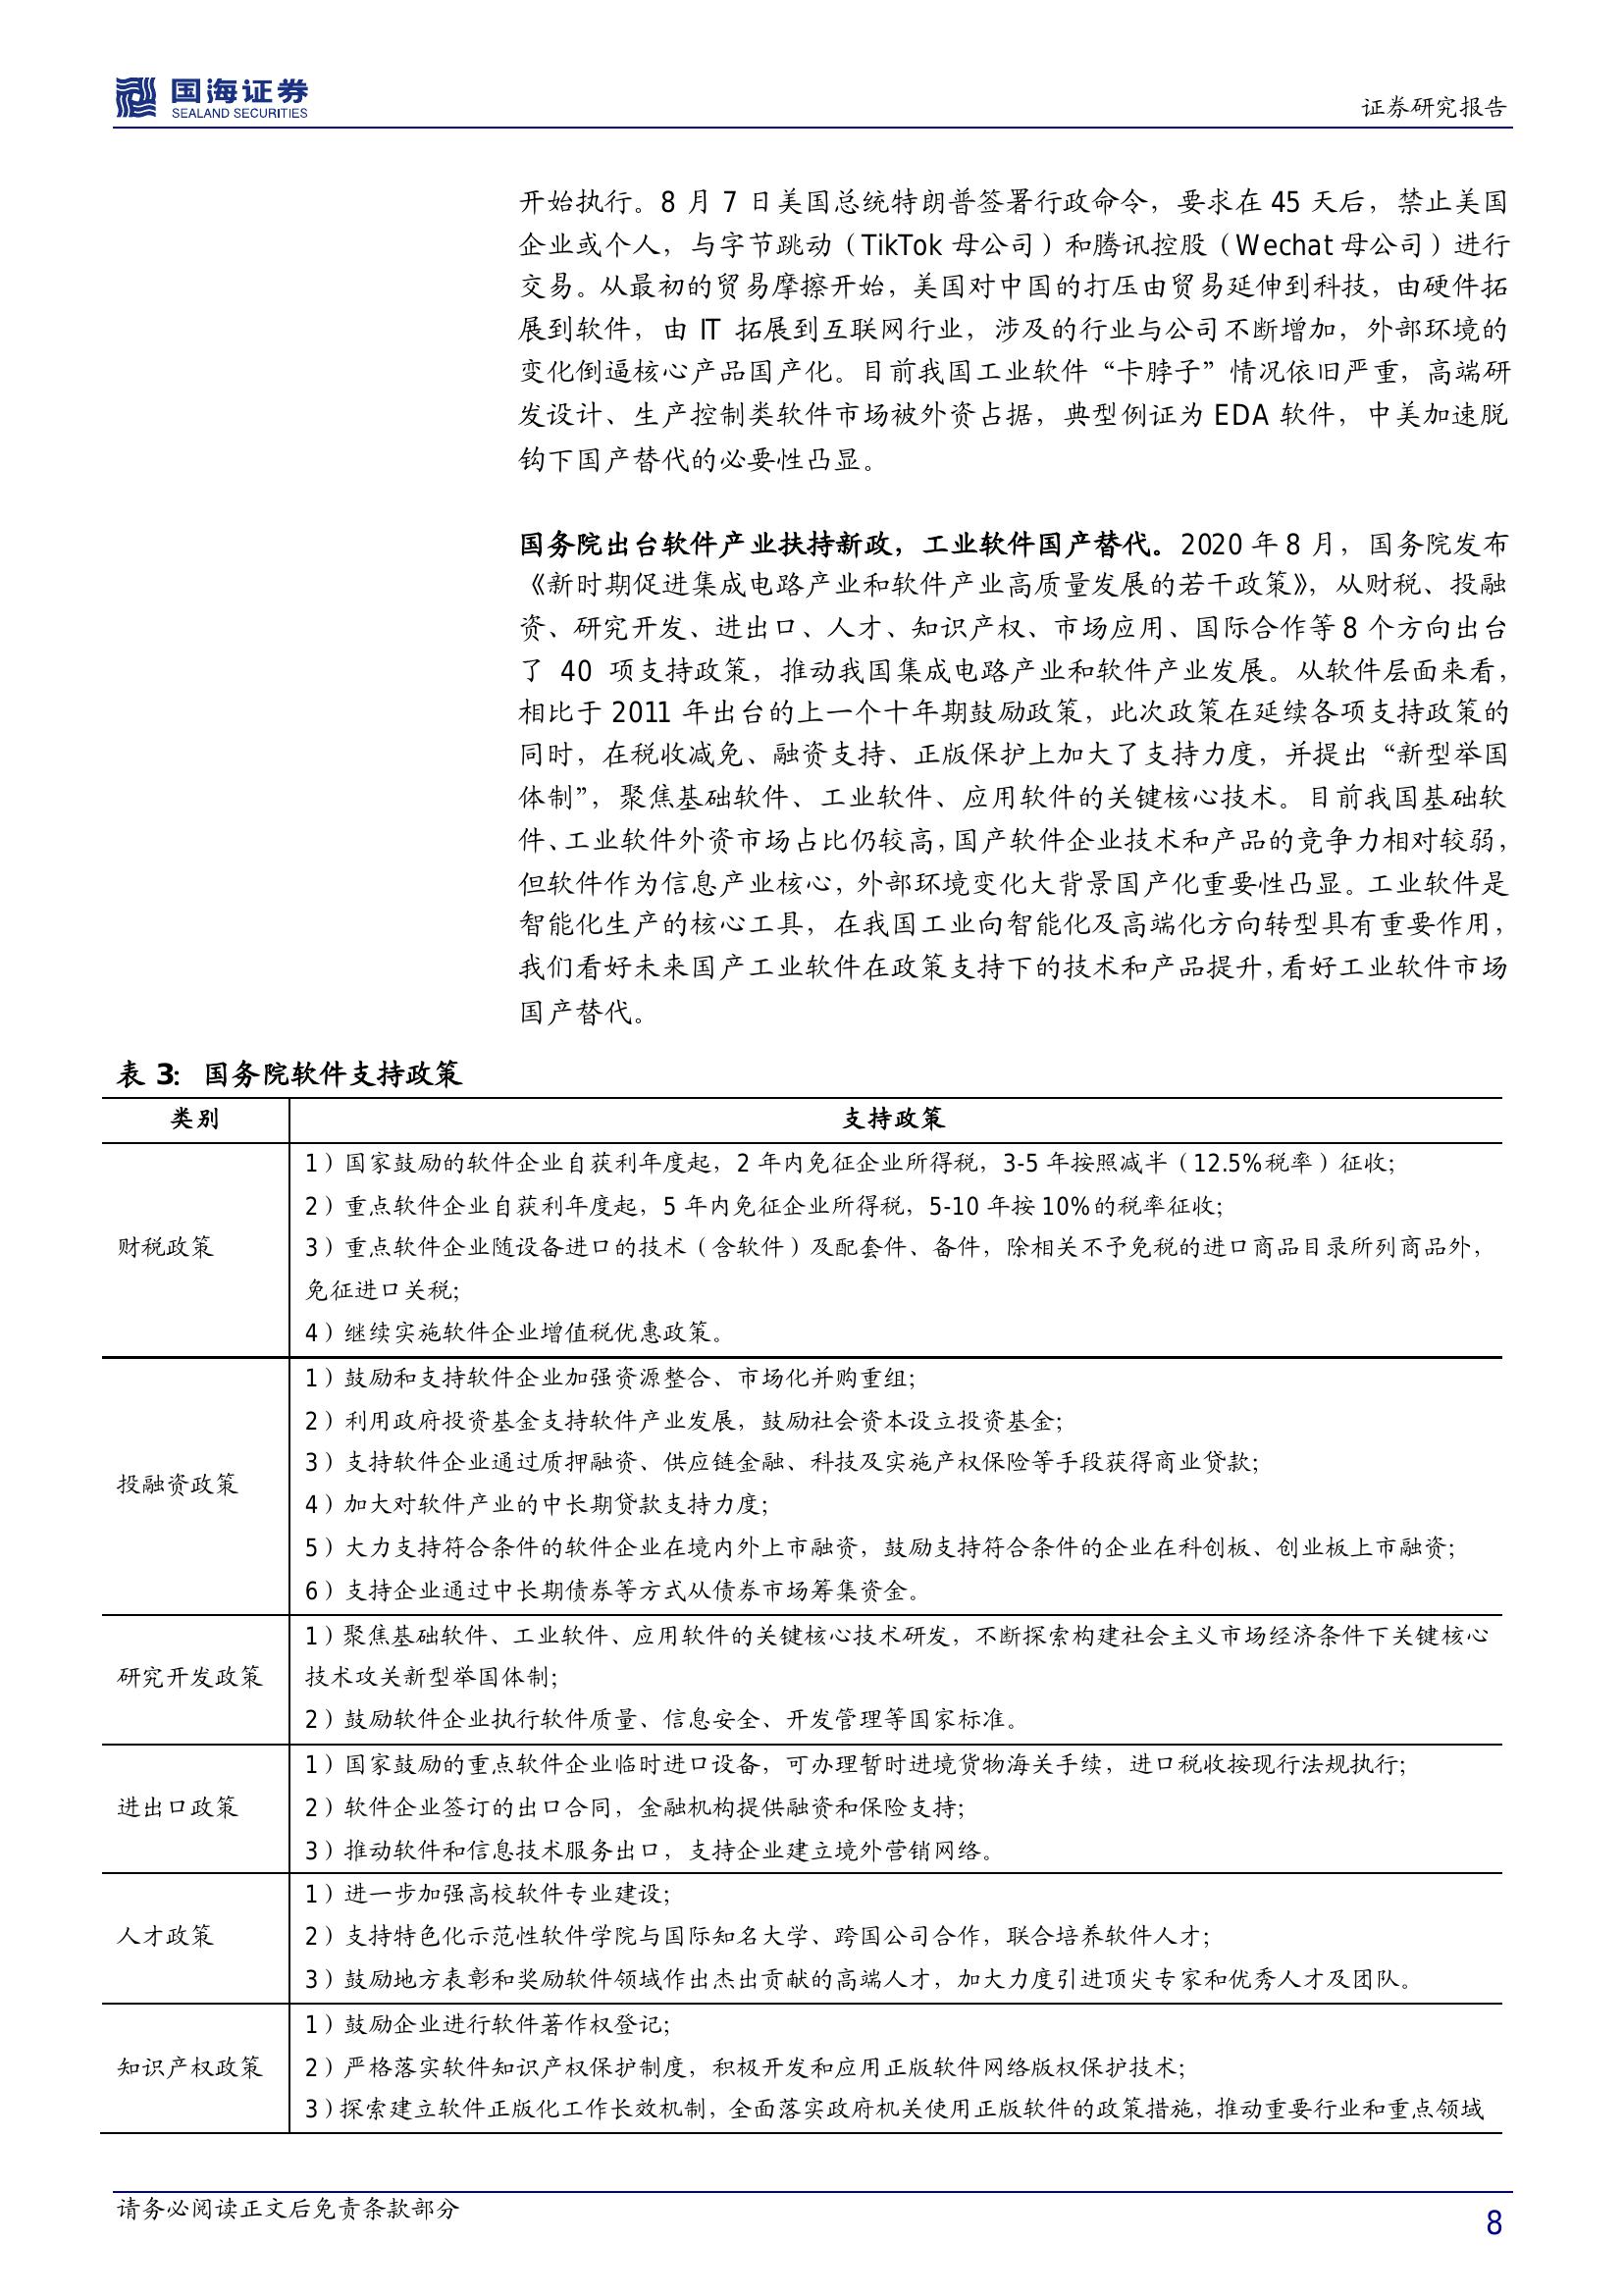 国海证券
SEALAND SECURITIES
证券研究报告
开始执行。8 月 7 日美国总统特朗普签署行政命令，要求在 45 天后，禁止美国
企业或个人，与字节跳动（TikTok 母公司）和腾讯控股（Wechat 母公司）进行
交易。从最初的贸易摩擦开始，美国对中国的打压由贸易延伸到科技，由硬件拓
展到软件，由 IT 拓展到互联网行业，涉及的行业与公司不断增加，外部环境的
变化倒逼核心产品国产化。目前我国工业软件“卡脖子”情况依旧严重，高端研
发设计、生产控制类软件市场被外资占据，典型例证为 EDA 软件，中美加速脱
钩下国产替代的必要性凸显。
国务院出台软件产业扶持新政，工业软件国产替代。2020 年 8 月，国务院发布
《新时期促进集成电路产业和软件产业高质量发展的若干政策》，从财税、投融
资、研究开发、进出口、人才、知识产权、市场应用、国际合作等 8 个方向出台
了 40 项支持政策，推动我国集成电路产业和软件产业发展。从软件层面来看，
相比于 2011 年出台的上一个十年期鼓励政策，此次政策在延续各项支持政策的
同时，在税收减免、融资支持、正版保护上加大了支持力度，并提出“新型举国
体制”，聚焦基础软件、工业软件、应用软件的关键核心技术。目前我国基础软
件、工业软件外资市场占比仍较高，国产软件企业技术和产品的竞争力相对较弱，
但软件作为信息产业核心，外部环境变化大背景国产化重要性凸显。工业软件是
智能化生产的核心工具，在我国工业向智能化及高端化方向转型具有重要作用，
我们看好未来国产工业软件在政策支持下的技术和产品提升，看好工业软件市场
国产替代。
表 3：国务院软件支持政策
类别 支持政策
财税政策
1）国家鼓励的软件企业自获利年度起，2 年内免征企业所得税，3-5 年按照减半（12.5%税率）征收；
2）重点软件企业自获利年度起，5 年内免征企业所得税，5-10 年按 10%的税率征收；
3）重点软件企业随设备进口的技术（含软件）及配套件、备件，除相关不予免税的进口商品目录所列商品外，
免征进口关税；
4）继续实施软件企业增值税优惠政策。
投融资政策
1）鼓励和支持软件企业加强资源整合、市场化并购重组；
2）利用政府投资基金支持软件产业发展，鼓励社会资本设立投资基金；
3）支持软件企业通过质押融资、供应链金融、科技及实施产权保险等手段获得商业贷款；
4）加大对软件产业的中长期贷款支持力度；
5）大力支持符合条件的软件企业在境内外上市融资，鼓励支持符合条件的企业在科创板、创业板上市融资；
6）支持企业通过中长期债券等方式从债券市场筹集资金。
研究开发政策
1）聚焦基础软件、工业软件、应用软件的关键核心技术研发，不断探索构建社会主义市场经济条件下关键核心
技术攻关新型举国体制；
2）鼓励软件企业执行软件质量、信息安全、开发管理等国家标准。
进出口政策
1）国家鼓励的重点软件企业临时进口设备，可办理暂时进境货物海关手续，进口税收按现行法规执行；
2）软件企业签订的出口合同，金融机构提供融资和保险支持；
3）推动软件和信息技术服务出口，支持企业建立境外营销网络。
人才政策
1）进一步加强高校软件专业建设；
2）支持特色化示范性软件学院与国际知名大学、跨国公司合作，联合培养软件人才；
3）鼓励地方表彰和奖励软件领域作出杰出贡献的高端人才，加大力度引进顶尖专家和优秀人才及团队。
知识产权政策
1）鼓励企业进行软件著作权登记；
2）严格落实软件知识产权保护制度，积极开发和应用正版软件网络版权保护技术；
3）探索建立软件正版化工作长效机制，全面落实政府机关使用正版软件的政策措施，推动重要行业和重点领域
请务必阅读正文后免责条款部分
8